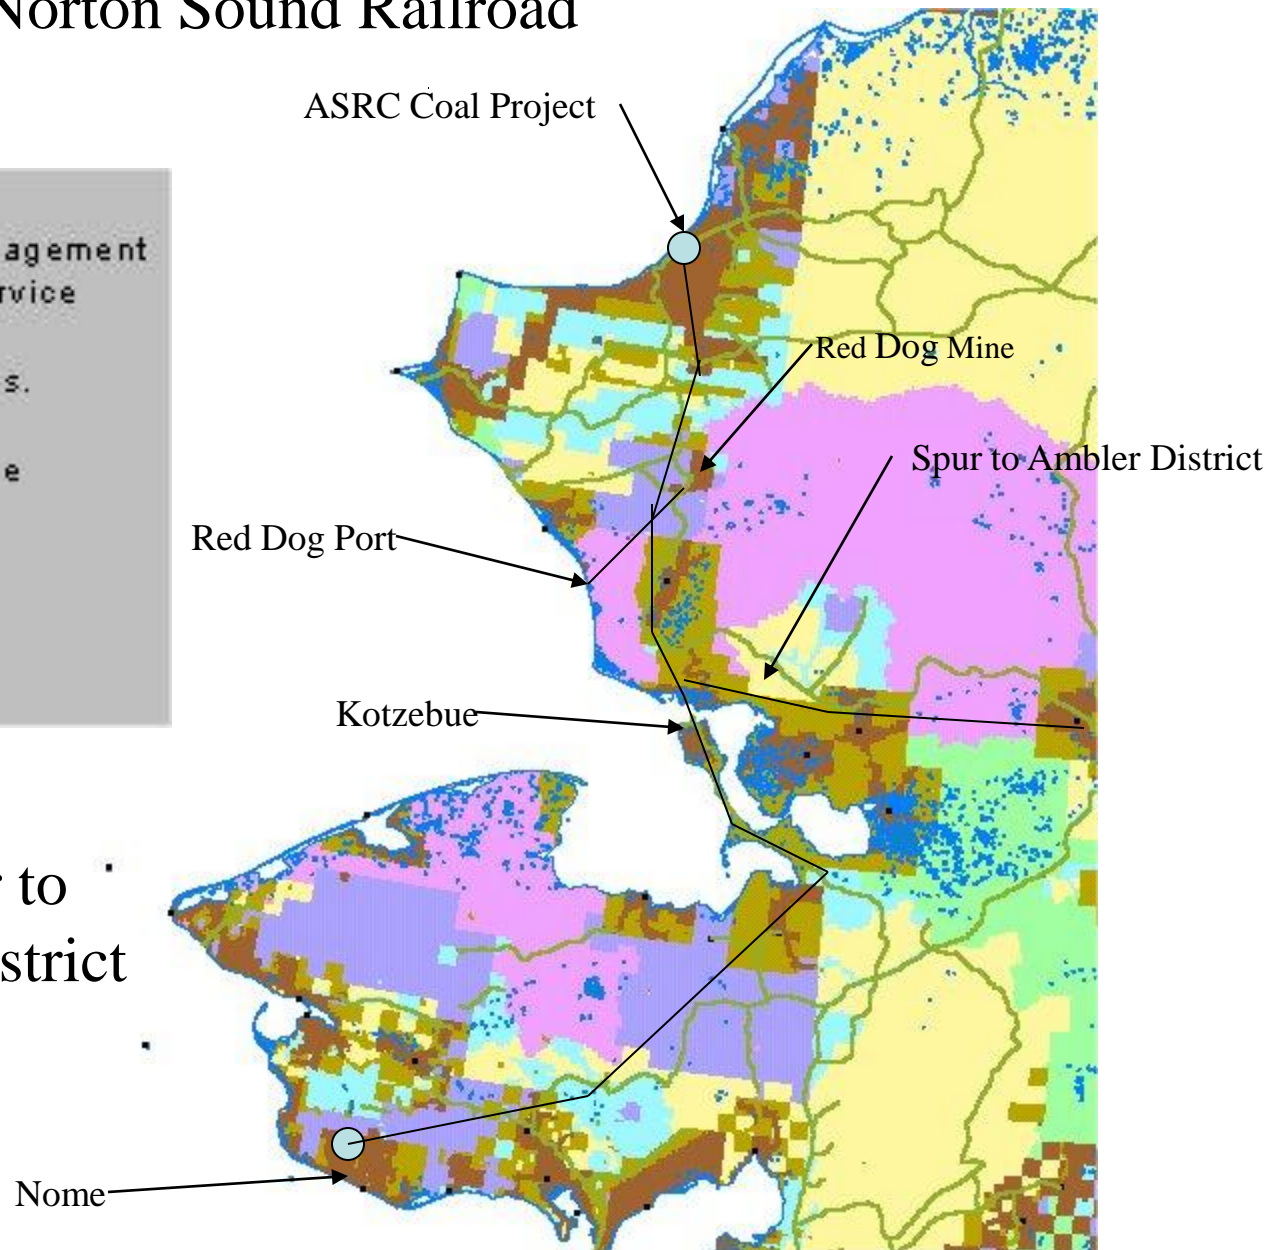 Norton Sound Railroad
ASRC Coal Project
agement
rvice
s.
e
Red Dog Mine
Spur to Ambler District
Red Dog Port
Kotzebue
r to
strict
Nome